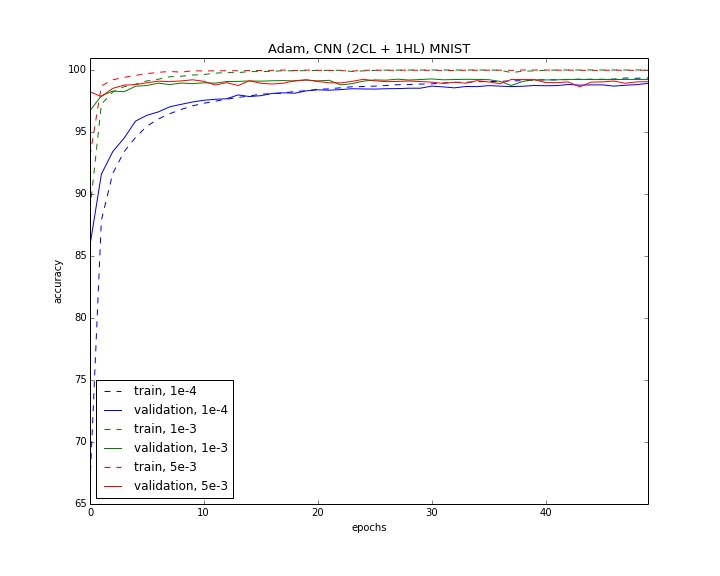 Adam, CNN (2CL + 1HL) MNIST
100
95
90
85
80
75
70
65
accuracy
train, 1e-4
validation, 1e-4
train, 1e-3
validation, 1e-3
train, 5e-3
validation, 5e-3
0
10
20
30
40
epochs